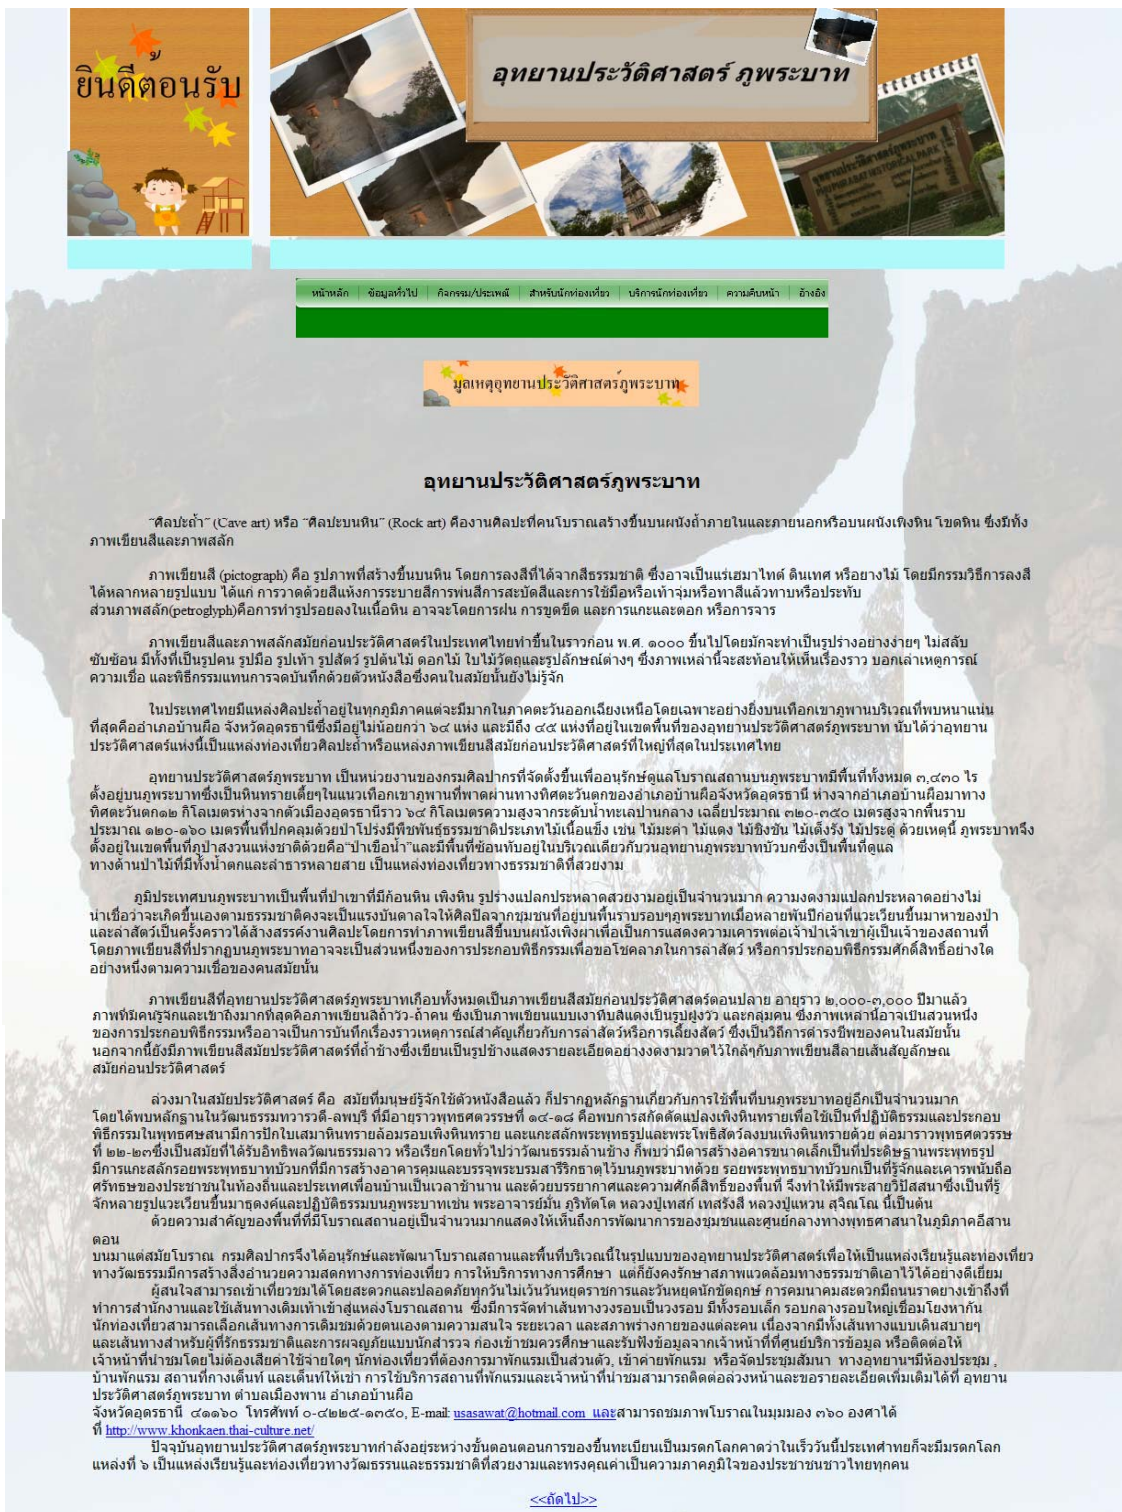 ยินดีต้อนรับ
อุทยานประวัติศาสตร์ ภูพระบาท
อุทยานประวัติศาสตร์ภูพระบาท
PHUPHRABAT HISTORICAL PARK
หน้าหลัก
ข้อมูลทั่วไป
กิจกรรม/ประเพณี
สำหรับนักท่องเที่ยว
บริการนักท่องเที่ยว
ความคืบหน้า
อ้างอิง
มูลเหตุอุทยานประวัติศาสตร์ภูพระบาท
อุทยานประวัติศาสตร์ภูพระบาท
"ศิลปะถ้ำ" (Cave art) หรือ "ศิลปะบนหิน" (Rock art) คืองานศิลปะที่คนโบราณสร้างขึ้นบนผนังถ้ำภายในและภายนอกหรือบนผนังเพิงหิน โขดหิน ซึ่งมีทั้ง
ภาพเขียนสีและภาพสลัก
ภาพเขียนสี (pictograph) คือ รูปภาพที่สร้างขึ้นบนหิน โดยการลงสีที่ได้จากสีธรรมชาติ ซึ่งอาจเป็นแร่เฮมาไทต์ ดินเทศ หรือยางไม้ โดยมีกรรมวิธีการลงสี
ได้หลากหลายรูปแบบ ได้แก่ การวาดด้วยสีแห้งการระบายสีการพ่นสีการสะบัดสีและการใช้มือหรือเท้าจุ่มหรือทาสีแล้วทาบหรือประทับ
ส่วนภาพสลัก(petroglyph)คือการทำรูปรอยลงในเนื้อหิน อาจจะโดยการฝน การขูดขีด และการแกะและตอก หรือการจาร
ภาพเขียนสีและภาพสลักสมัยก่อนประวัติศาสตร์ในประเทศไทยทำขึ้นในราวก่อน พ.ศ. ๑๐๐๐ ขึ้นไปโดยมักจะทำเป็นรูปร่างอย่างง่ายๆ ไม่สลับ
ซับซ้อน มีทั้งที่เป็นรูปคน รูปมือ รูปเท้า รูปสัตว์ รูปต้นไม้ ดอกไม้ ใบไม้วัตถุและรูปลักษณ์ต่างๆ ซึ่งภาพเหล่านี้จะสะท้อนให้เห็นเรื่องราว บอกเล่าเหตุการณ์
ความเชื่อ และพิธีกรรมแทนการจดบันทึกด้วยตัวหนังสือซึ่งคนในสมัยนั้นยังไม่รู้จัก
ในประเทศไทยมีแหล่งศิลปะถ้ำอยู่ในทุกภูมิภาคแต่จะมีมากในภาคตะวันออกเฉียงเหนือโดยเฉพาะอย่างยิ่งบนเทือกเขาภูพานบริเวณที่พบหนาแน่น
ที่สุดคืออำเภอบ้านผือ จังหวัดอุดรธานีซึ่งมีอยู่ไม่น้อยกว่า ๖๔ แห่ง และมีถึง ๔๕ แห่งที่อยู่ในเขตพื้นที่ของอุทยานประวัติศาสตร์ภูพระบาท นับได้ว่าอุทยาน
ประวัติศาสตร์แห่งนี้เป็นแหล่งท่องเที่ยวศิลปะถ้ำหรือแหล่งภาพเขียนสีสมัยก่อนประวัติศาสตร์ที่ใหญ่ที่สุดในประเทศไทย
อุทยานประวัติศาสตร์ภูพระบาท เป็นหน่วยงานของกรมศิลปากรที่จัดตั้งขึ้นเพื่ออนุรักษ์ดูแลโบราณสถานบนภูพระบาทมีพื้นที่ทั้งหมด ๓,๔๓๐ ไร่
ตั้งอยู่บนภูพระบาทซึ่งเป็นหินทรายเตี้ยๆในแนวเทือกเขาภูพานที่พาดผ่านทางทิศตะวันตกของอำเภอบ้านผือจังหวัดอุดรธานี ห่างจากอำเภอบ้านผือมาทาง
ทิศตะวันตก๑๒ กิโลเมตรห่างจากตัวเมืองอุดรธานีราว ๖๔ กิโลเมตรความสูงจากระดับน้ำทะเลปานกลาง เฉลี่ยประมาณ ๓๒๐-๓๕๐ เมตรสูงจากพื้นราบ
ประมาณ ๑๒๐-๑๖๐ เมตรพื้นที่ปกคลุมด้วยป่าโปร่งมีพืชพันธุ์ธรรมชาติประเภทไม้เนื้อแข็ง เช่น ไม้มะค่า ไม้แดง ไม้ชิงชัน ไม้เต็งรัง ไม้ประดู่ ด้วยเหตุนี้ ภูพระบาทจึง
ตั้งอยู่ในเขตพื้นที่ภูป่าสงวนแห่งชาติด้วยคือ"ป่าเขือน้ำ"และมีพื้นที่ซ้อนทับอยู่ในบริเวณเดียวกับวนอุทยานภูพระบาทบัวบกซึ่งเป็นพื้นที่ดูแล
ทางด้านป่าไม้ที่มีทั้งน้ำตกและลำธารหลายสาย เป็นแหล่งท่องเที่ยวทางธรรมชาติที่สวยงาม
ภูมิประเทศบนภูพระบาทเป็นพื้นที่ป่าเขาที่มีก้อนหิน เพิงหิน รูปร่างแปลกประหลาดสวยงามอยู่เป็นจำนวนมาก ความงดงามแปลกประหลาดอย่างไม่
น่าเชื่อว่าจะเกิดขึ้นเองตามธรรมชาติคงจะเป็นแรงบันดาลใจให้ศิลปิลจากชุมชนที่อยู่บนพื้นราบรอบๆภูพระบาทเมื่อหลายพันปีก่อนที่แวะเวียนขึ้นมาหาของป่า
และล่าสัตว์เป็นครั้งคราวได้สร้างสรรค์งานศิลปะโดยการทำภาพเขียนสีขึ้นบนผนังเพิงผาเพื่อเป็นการแสดงความเคารพต่อเจ้าป่าเจ้าเขาผู้เป็นเจ้าของสถานที่
โดยภาพเขียนสีที่ปรากฏบนภูพระบาทอาจจะเป็นส่วนหนึ่งของการประกอบพิธีกรรมเพื่อขอโชคลาภในการล่าสัตว์ หรือการประกอบพิธีกรรมศักดิ์สิทธิ์อย่างใด
อย่างหนึ่งตามความเชื่อของคนสมัยนั้น
ภาพเขียนสีที่อุทยานประวัติศาสตร์ภูพระบาทเกือบทั้งหมดเป็นภาพเขียนสีสมัยก่อนประวัติศาสตร์ตอนปลาย อายุราว ๒,๐๐๐-๓,๐๐๐ ปีมาแล้ว
ภาพที่มีคนรู้จักและเข้าถึงมากที่สุดคือภาพเขียนสีถ้ำวัว-ถ้ำคน ซึ่งเป็นภาพเขียนแบบเงาทึบสีแดงเป็นรูปฝูงวัว และกลุ่มคน ซึ่งภาพเหล่านี้อาจเป็นส่วนหนึ่ง
ของการประกอบพิธีกรรมหรืออาจเป็นการบันทึกเรื่องราวเหตุการณ์สำคัญเกี่ยวกับการล่าสัตว์หรือการเลี้ยงสัตว์ ซึ่งเป็นวิถีการดำรงชีพของคนในสมัยนั้น
นอกจากนี้ยังมีภาพเขียนสีสมัยประวัติศาสตร์ที่ถ้ำช้างซึ่งเขียนเป็นรูปช้างแสดงรายละเอียดอย่างงดงามวาดไว้ใกล้ๆกับภาพเขียนสีลายเส้นสัญลักษณ
สมัยก่อนประวัติศาสตร์
ล่วงมาในสมัยประวัติศาสตร์ คือ สมัยที่มนุษย์รู้จักใช้ตัวหนังสือแล้ว ก็ปรากฏหลักฐานเกี่ยวกับการใช้พื้นที่บนภูพระบาทอยู่อีกเป็นจำนวนมาก
โดยได้พบหลักฐานในวัฒนธรรมทวารวดี-ลพบุรี ที่มีอายุราวพุทธศตวรรษที่ ๑๔-๑๘ คือพบการสกัดดัดแปลงเพิงหินทรายเพื่อใช้เป็นที่ปฏิบัติธรรมและประกอบ
พิธีกรรมในพุทธศษสนามีการปักใบเสมาหินทรายล้อมรอบเพิงหินทราย และแกะสลักพระพุทธรูปและพระโพธิสัตว์ลงบนเพิงหินทรายด้วย ต่อมาราวพุทธศตวรรษ
ที่ ๒๒-๒๓ซึ่งเป็นสมัยที่ได้รับอิทธิพลวัฒนธรรมลาว หรือเรียกโดยทั่วไปว่าวัฒนธรรมล้านช้าง ก็พบว่ามีการสร้างอาคารขนาดเล็กเป็นที่ประดิษฐานพระพุทธรูป
มีการแกะสลักรอยพระพุทธบาทบัวบกที่มีการสร้างอาคารคุมและบรรจุพระบรมสารีริกธาตุไว้บนภูพระบาทด้วย รอยพระพุทธบาทบัวบกเป็นที่รู้จักและเคารพนับถือ
ศรัทธษของประชาชนในท้องถิ่นและประเทศเพื่อนบ้านเป็นเวลาช้านาน และด้วยบรรยากาศและความศักดิ์สิทธิ์ของพื้นที่ จึงทำให้มีพระสายวิปัสสนาซึ่งเป็นที่รู้
จักหลายรูปแวะเวียนขึ้นมาธุดงค์และปฏิบัติธรรมบนภูพระบาทเช่น พระอาจารย์มั่น ภูริทัตโต หลวงปู่เทสก์ เทสรังสี หลวงปู่แหวน สุจิณโณ นี้เป็นต้น
ด้วยความสำคัญของพื้นที่ที่มีโบราณสถานอยู่เป็นจำนวนมากแสดงให้เห็นถึงการพัฒนาการของชุมชนและศูนย์กลางทางพุทธศาสนาในภูมิภาคอีสาน
ตอน
บนมาแต่สมัยโบราณ กรมศิลปากรจึงได้อนุรักษ์และพัฒนาโบราณสถานและพื้นที่บริเวณนี้ในรูปแบบของอุทยานประวัติศาสตร์เพื่อให้เป็นแหล่งเรียนรู้และท่องเที่ยว
ทางวัฒธรรมมีการสร้างสิ่งอำนวยความสดกทางการท่องเที่ยว การให้บริการทางการศึกษา แต่ก็ยังคงรักษาสภาพแวดล้อมทางธรรมชาติเอาไว้ได้อย่างดีเยี่ยม
ผู้สนใจสามารถเข้าเที่ยวชมได้โดยสะดวกและปลอดภัยทุกวันไม่เว้นวันหยุดราชการและวันหยุดนักขัตฤกษ์ การคมนาคมสะดวกมีถนนราดยางเข้าถึงที่
ทำการสำนักงานและใช้เส้นทางเดิมเท้าเข้าสู่แหล่งโบราณสถาน ซึ่งมีการจัดทำเส้นทางวงรอบเป็นวงรอบ มีทั้งรอบเล็ก รอบกลางรอบใหญ่เชื่อมโยงหากัน
นักท่องเที่ยวสามารถเลือกเส้นทางการเดิมชมด้วยตนเองตามความสนใจ ระยะเวลา และสภาพร่างกายของแต่ละคน เนื่องจากมีทั้งเส้นทางแบบเดินสบายๆ
และเส้นทางสำหรับผู้ที่รักธรรมชาติและการผจญภัยแบบนักสำรวจ ก่องเข้าชมควรศึกษาและรับฟังข้อมูลจากเจ้าหน้าที่ที่ศูนย์บริการข้อมูล หรือติดต่อให้
เจ้าหน้าที่นำชมโดยไม่ต้องเสียค่าใช้จ่ายใดๆ นักท่องเที่ยวที่ต้องการมาพักแรมเป็นส่วนตัว, เข้าค่ายพักแรม หรือจัดประชุมสัมนา ทางอุทยานฯมีห้องประชุม ,
บ้านพักแรม สถานที่กางเต็นท์ และเต็นท์ให้เช่า การใช้บริการสถานที่พักแรมและเจ้าหน้าที่นำชมสามารถติดต่อล่วงหน้าและขอรายละเอียดเพิ่มเติมได้ที่ อุทยาน
ประวัติศาสตร์ภูพระบาท ตำบลเมืองพาน อำเภอบ้านผือ
จังหวัดอุดรธานี ๔๑๑๖๐ โทรศัพท์ ๐-๔๒๒๕-๑๓๕๐, E-mail: usasawat@hotmail.com และสามารถชมภาพโบราณในมุมมอง ๓๖๐ องศาได้
ที่ http://www.khonkaen.thai-culture.net/
ปัจจุบันอุทยานประวัติศาสตร์ภูพระบาทกำลังอยู่ระหว่างขั้นตอนตอนการของขึ้นทะเบียนเป็นมรดกโลกคาดว่าในเร็ววันนี้ประเทศำทยก็จะมีมรดกโลก
แหล่งที่ ๖ เป็นแหล่งเรียนรู้และท่องเที่ยวทางวัฒธรรนและธรรมชาติที่สวยงามและทรงคุณค่าเป็นความภาคภูมิใจของประชาชนชาวไทยทุกคน
<<ถัดไป>>